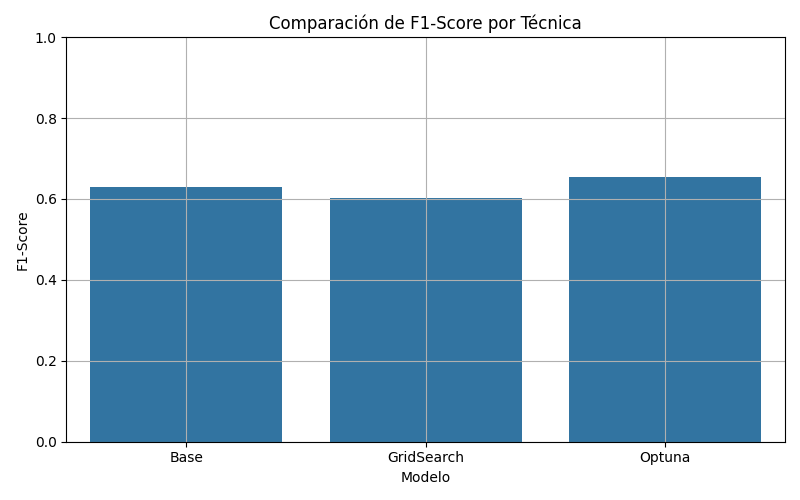 Comparación de F1-Score por Técnica
1.0
0.8
0.6
0.4
0.2
0.0
F1-Score
Base
GridSearch
Optuna
Modelo